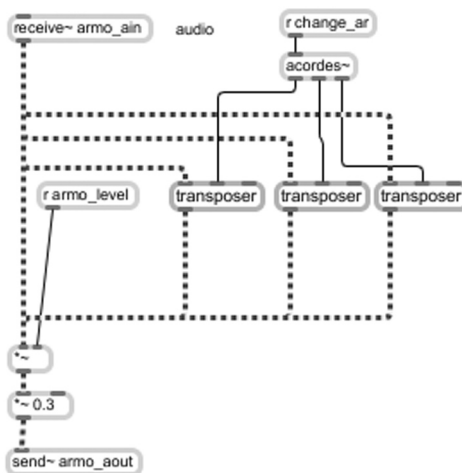 receive~ armo_ain
audio
r change_ar
acordes~
r armo_level
transposer
transposer
transposer
*~
*~ 0.3
send~ armo_aout